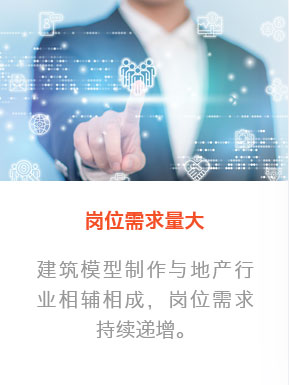 岗位需求量大
建筑模型制作与地产行
业相辅相成，岗位需求
持续递增。